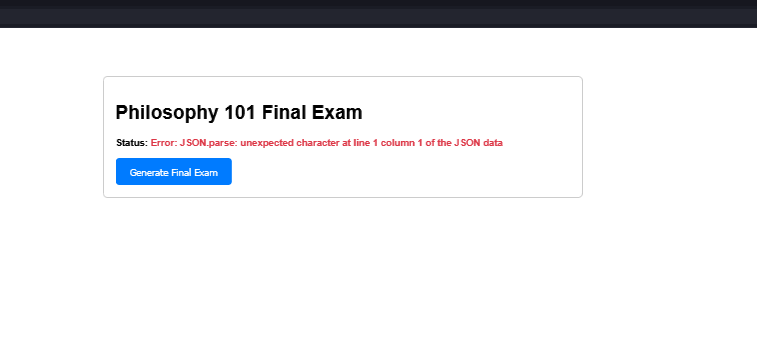 Philosophy 101 Final Exam
Status: Error: JSON.parse: unexpected character at line 1 column 1 of the JSON data
Generate Final Exam